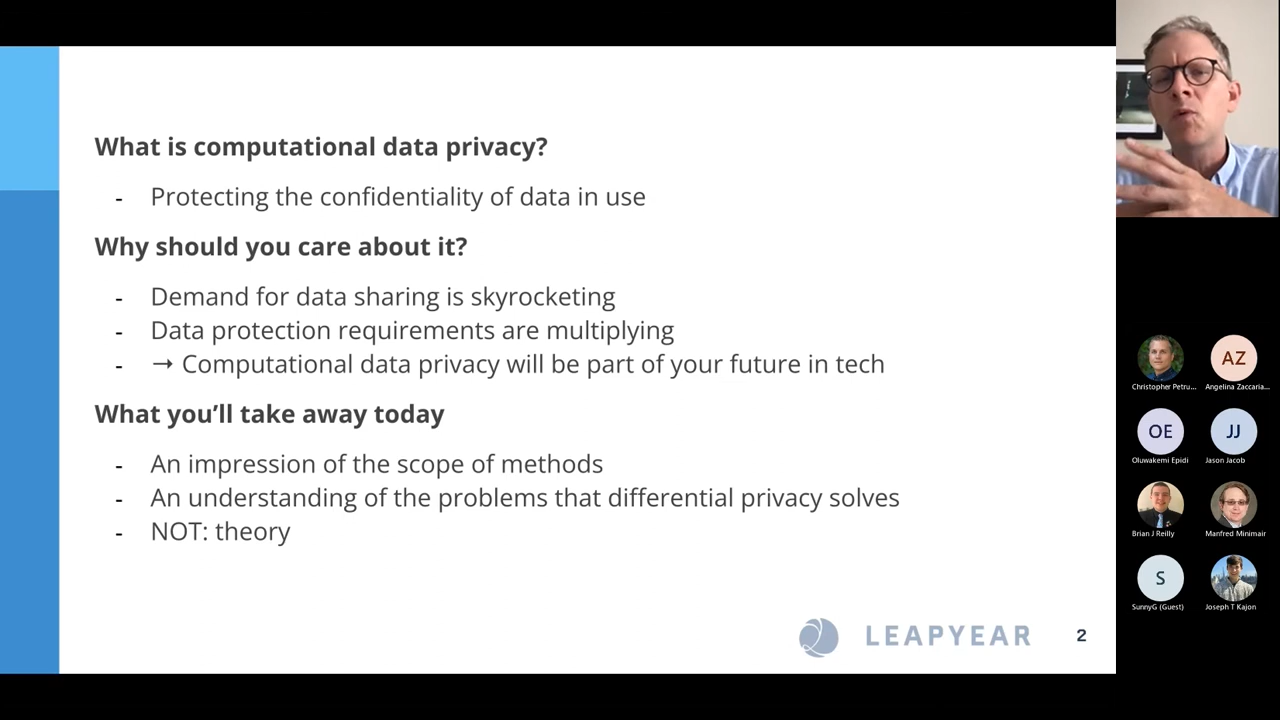 What is computational data privacy?
- Protecting the confidentiality of data in use
Why should you care about it?
- Demand for data sharing is skyrocketing
- Data protection requirements are multiplying
- → Computational data privacy will be part of your future in tech
What you’ll take away today
- An impression of the scope of methods
- An understanding of the problems that differential privacy solves
- NOT: theory
LEAPYEAR
2
Christopher Petru...
AZ
Angelina Zaccaria...
OE
Oluwakemi Epidi
JJ
Jason Jacob
Brian J Reilly
Manfred Minimair
S
SunnyG (Guest)
Joseph T Kajon